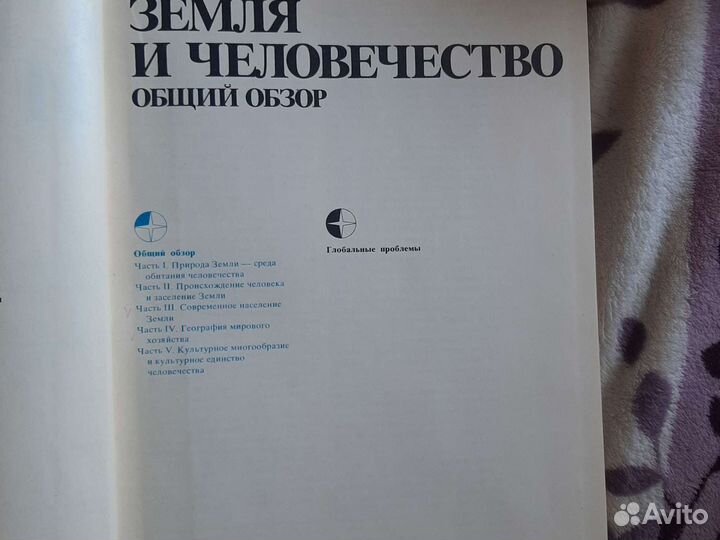 ЗЕМЛЯ
И ЧЕЛОВЕЧЕСТВО
ОБЩИЙ ОБЗОР
Общий обзор
Часть I. Природа Земли — среда
обитания человечества
Часть II. Происхождение человека
и заселение Земли
Часть III. Современное население
Земли
Часть IV. География мирового
хозяйства
Часть V. Культурное многообразие
и культурное единство
человечества
Глобальные проблемы
Avito